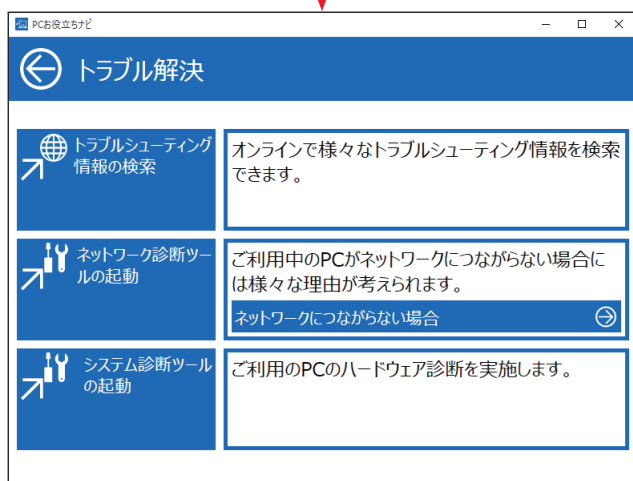 PCお役立ちナビ
トラブル解決
トラブルシューティング
情報の検索
オンラインで様々なトラブルシューティング情報を検索
できます。
ネットワーク診断ツー
ルの起動
ご利用中のPCがネットワークにつながらない場合に
は様々な理由が考えられます。
ネットワークにつながらない場合
システム診断ツール
の起動
ご利用のPCのハードウェア診断を実施します。